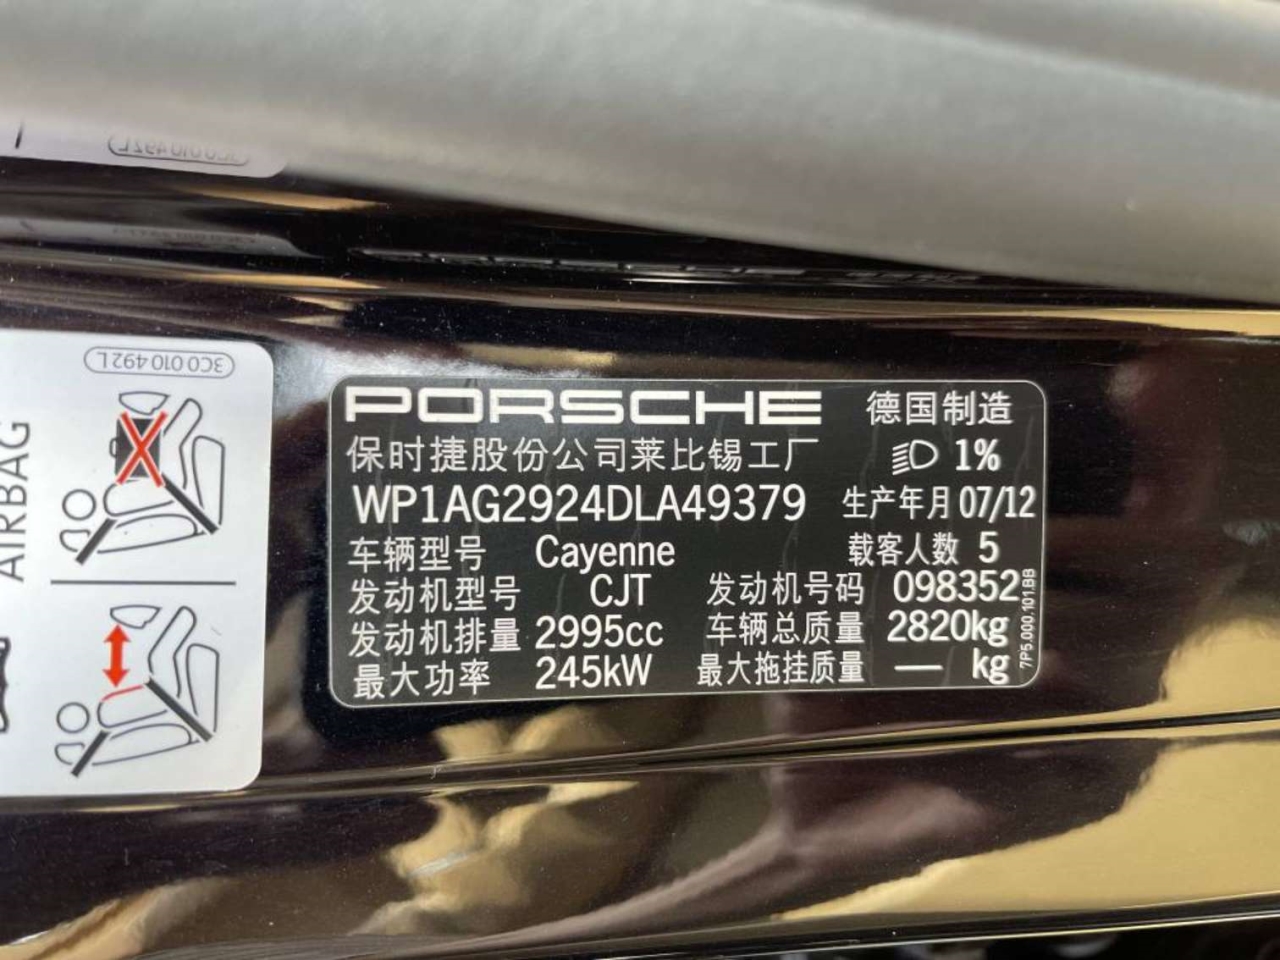 3C0 010 492 L
3C0 010 492 L
AIRBAG
PORSCHE 德国制造
保时捷股份公司莱比锡工厂 1%
WP1AG2924DLA49379 生产年月 07/12
车辆型号 Cayenne 载客人数 5
发动机型号 CJT 发动机号码 098352
发动机排量 2995cc 车辆总质量 2820kg
最大功率 245kW 最大拖挂质量 — kg
7P5.000.101.BB